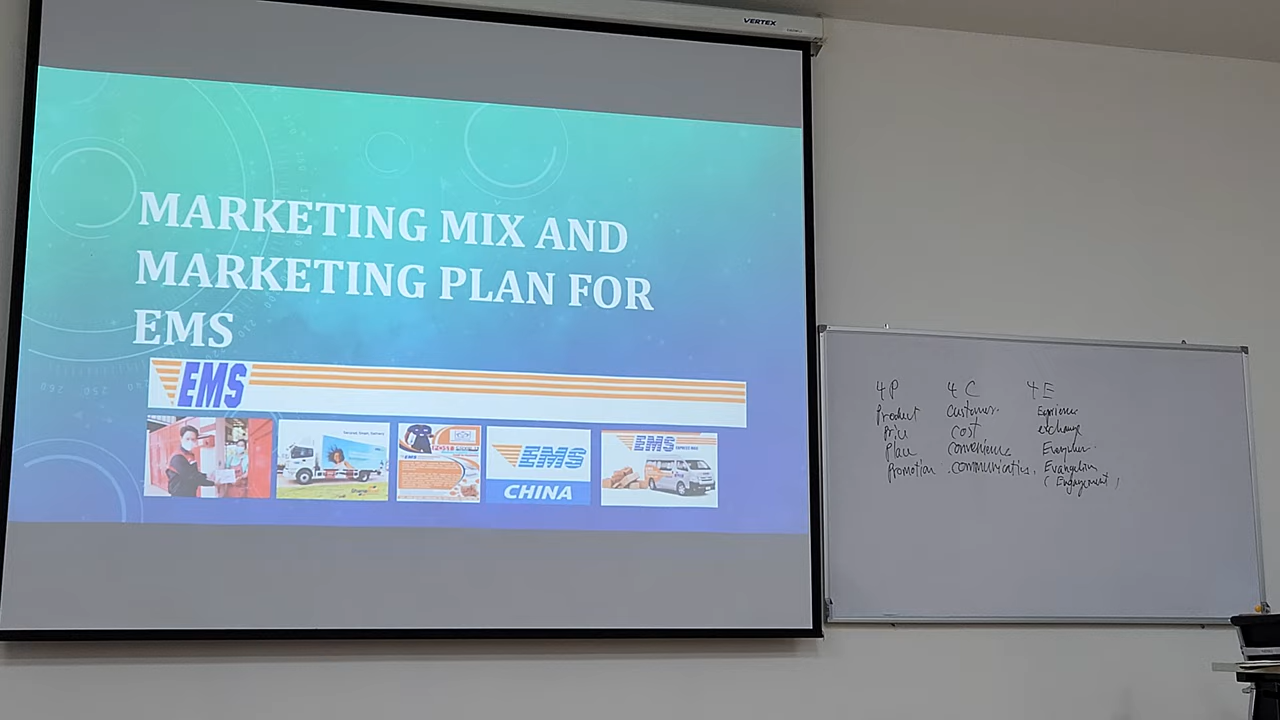 VERTEX
MARKETING MIX AND
MARKETING PLAN FOR
EMS
EMS
EMS
CHINA
EMS
4P 4C 4E
Product Customer Experience
Price Cost exchange
Place Convenience Everyplace
Promotion communication Evangelism
(Engagement)